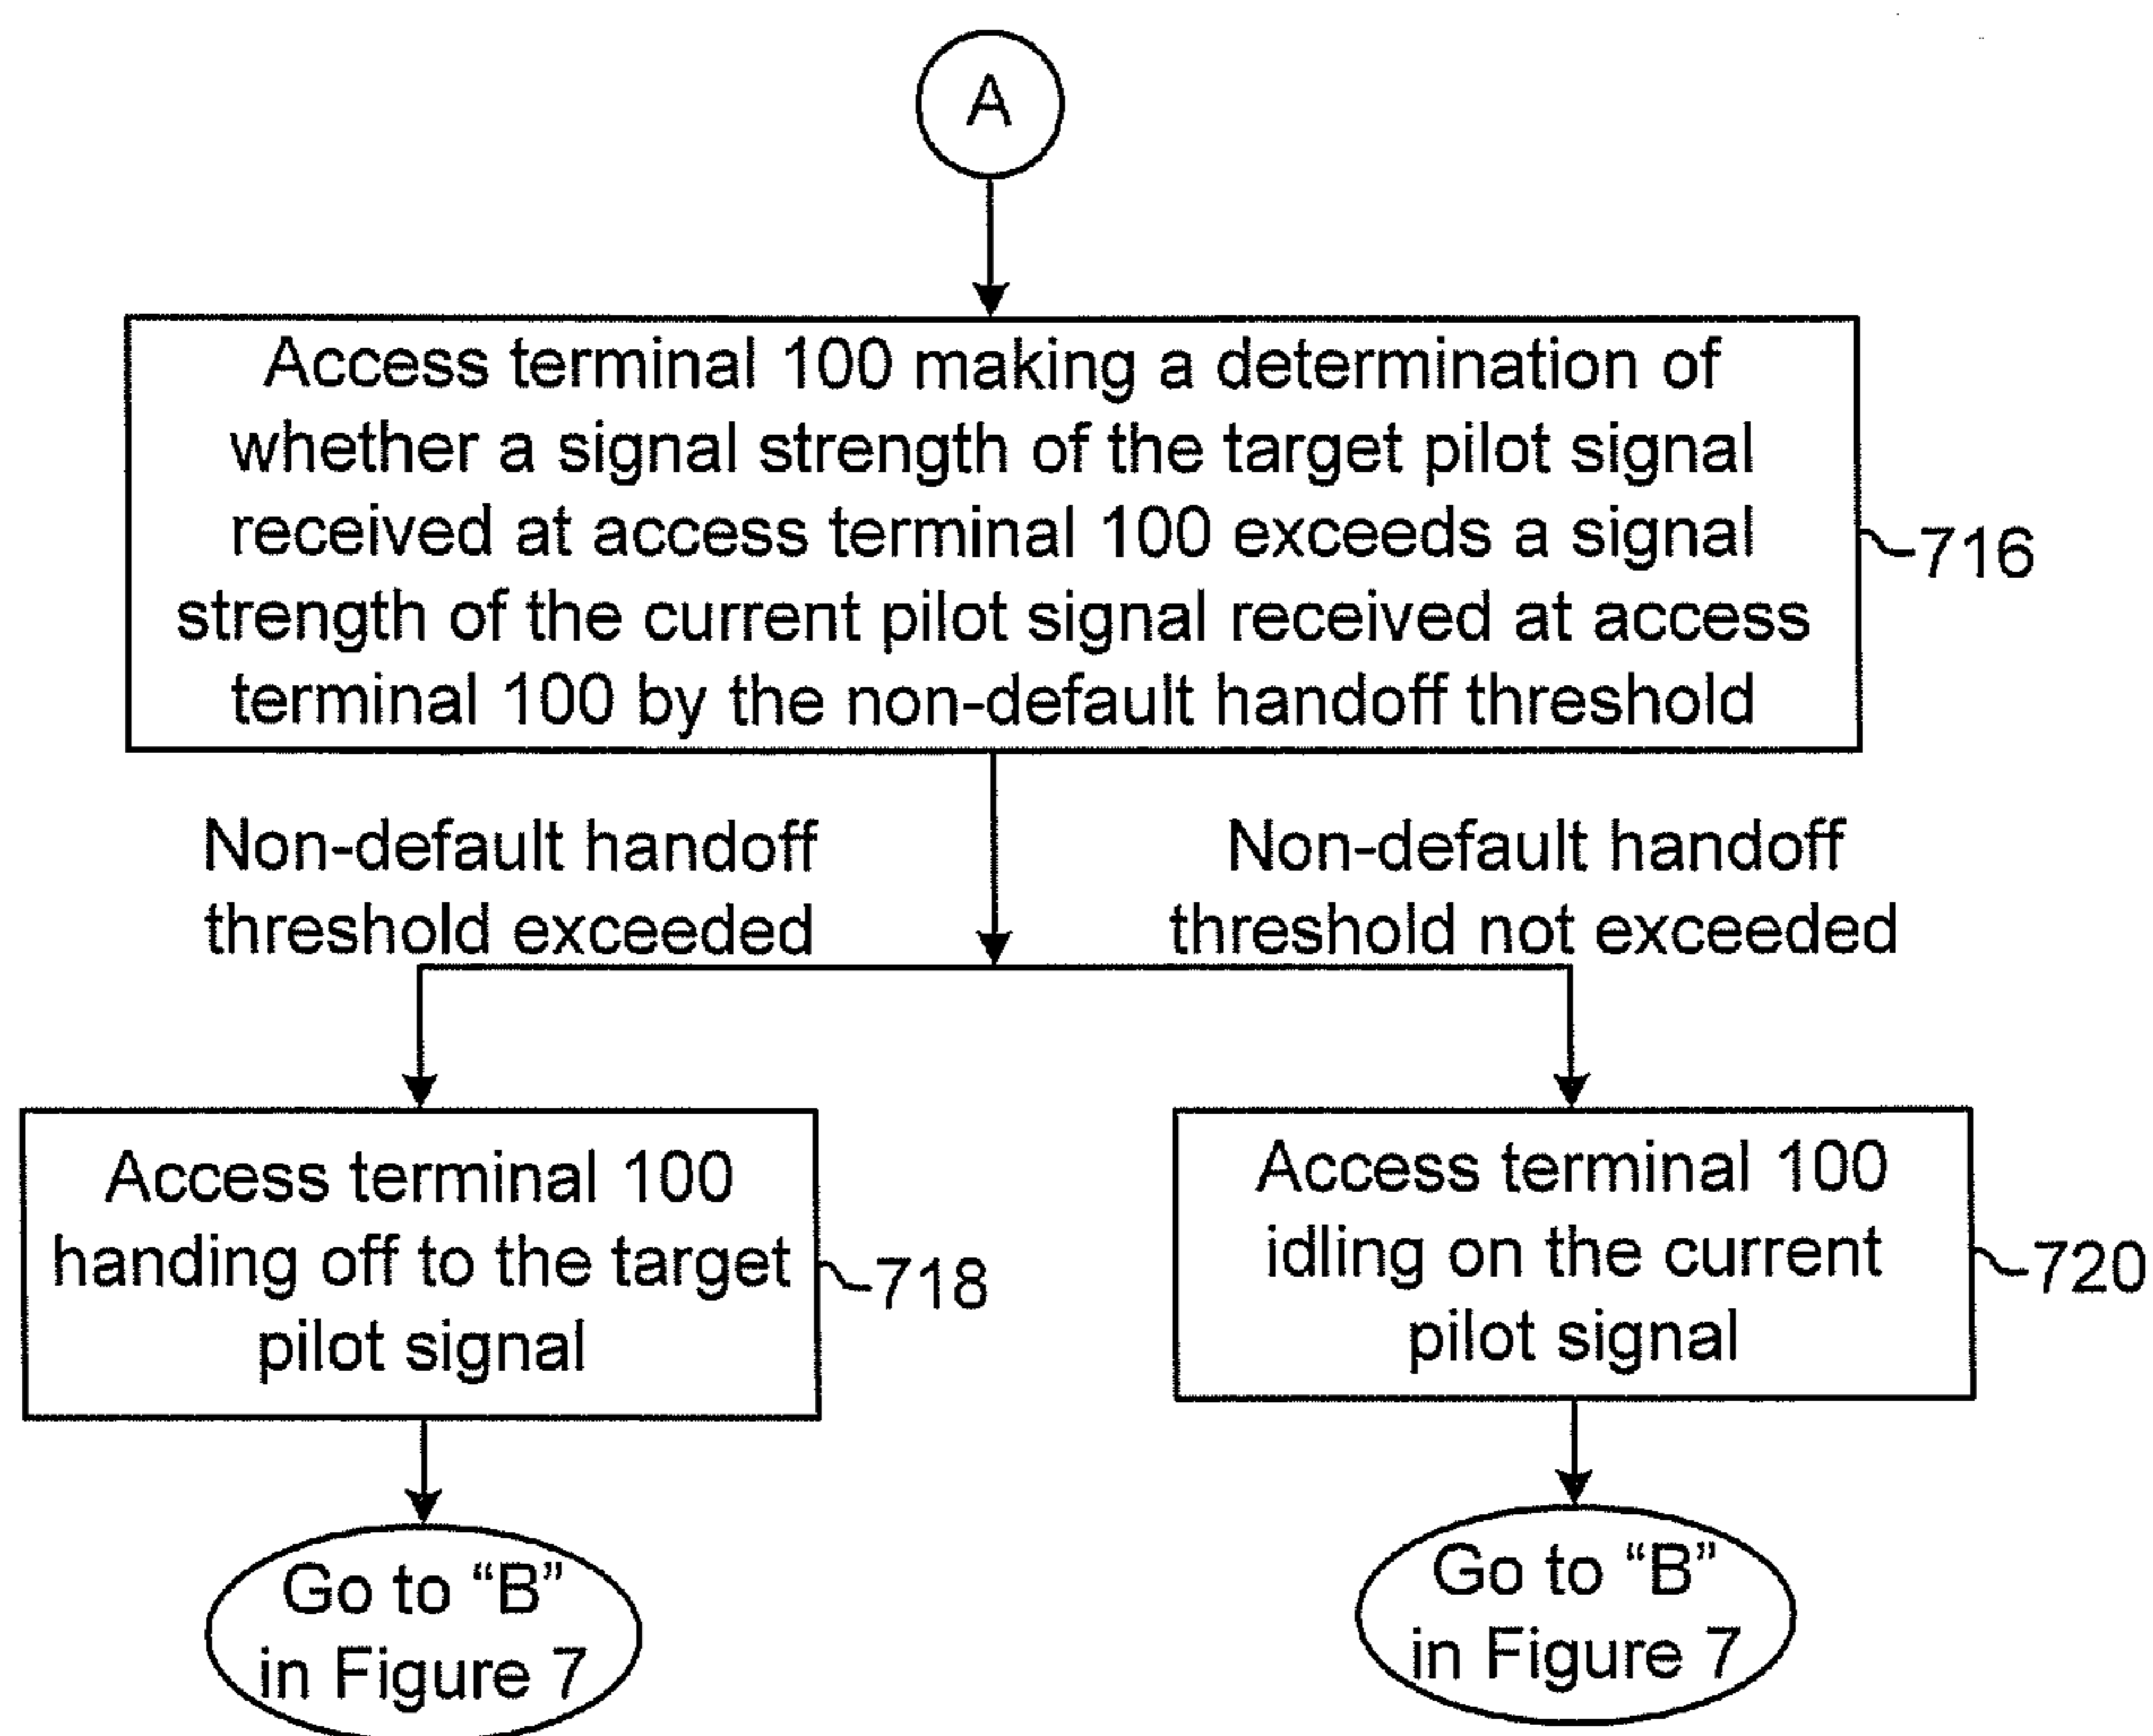 A
Access terminal 100 making a determination of
whether a signal strength of the target pilot signal
received at access terminal 100 exceeds a signal
strength of the current pilot signal received at access
terminal 100 by the non-default handoff threshold
716
Non-default handoff
threshold exceeded
Non-default handoff
threshold not exceeded
Access terminal 100
handing off to the target
pilot signal
718
Access terminal 100
idling on the current
pilot signal
720
Go to “B”
in Figure 7
Go to “B”
in Figure 7